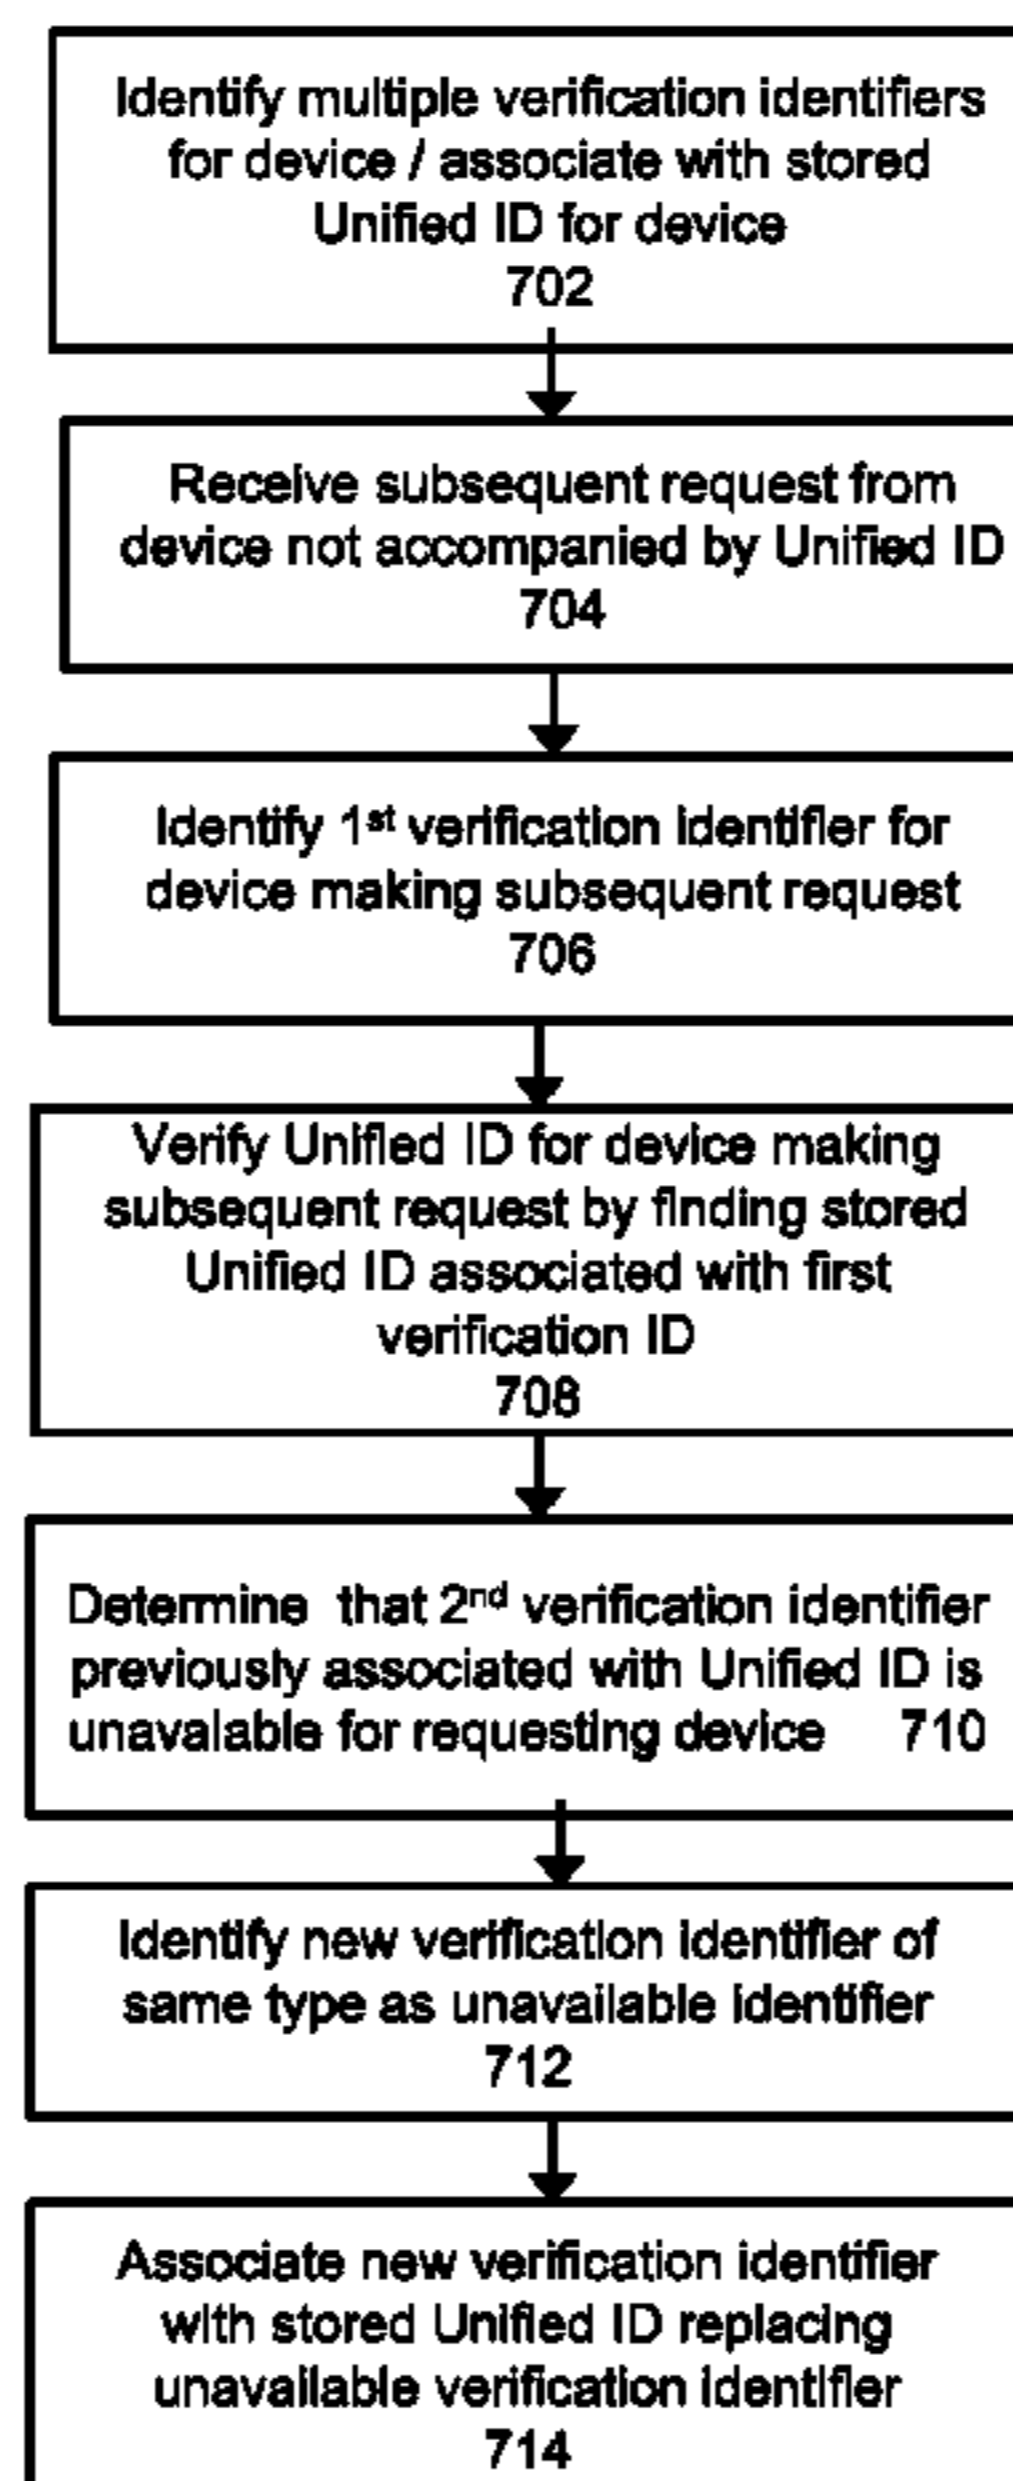 Identify multiple verification identifiers
for device / associate with stored
Unified ID for device
702
Receive subsequent request from
device not accompanied by Unified ID
704
Identify 1st verification identifier for
device making subsequent request
706
Verify Unified ID for device making
subsequent request by finding stored
Unified ID associated with first
verification ID
708
Determine that 2nd verification identifier
previously associated with Unified ID is
unavalable for requesting device 710
Identify new verification identifier of
same type as unavailable identifier
712
Associate new verification identifier
with stored Unified ID replacing
unavailable verification identifier
714